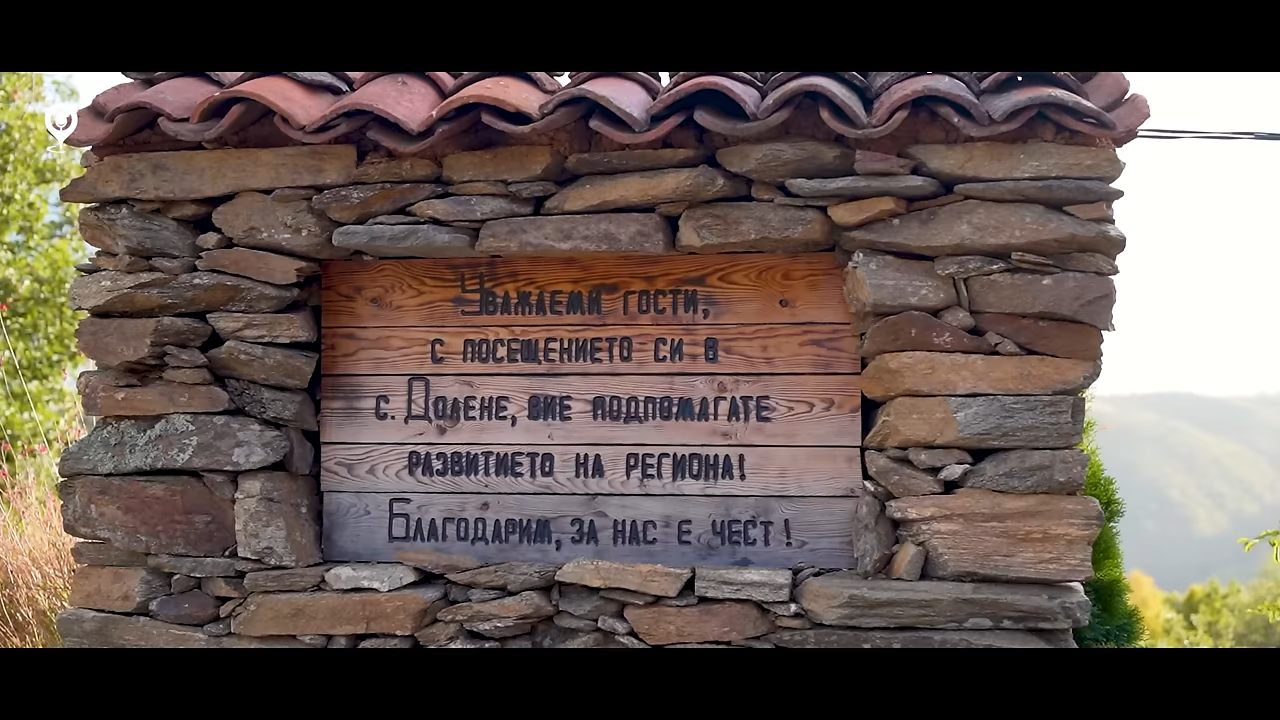 Уважаеми гости,
с посещението си в
с. Долене, вие подпомагате
развитието на региона!
Благодарим, за нас е чест!